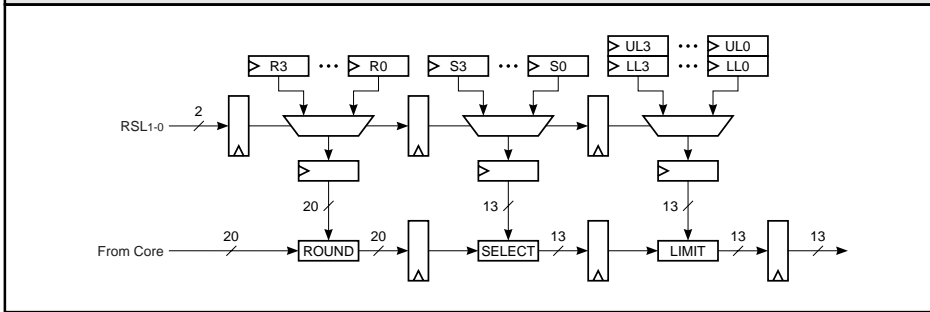 UL3 ••• UL0
R3 ••• R0 S3 ••• S0 LL3 ••• LL0
RSL1-0 2
20 13 13
From Core 20 ROUND 20 SELECT 13 LIMIT 13 13